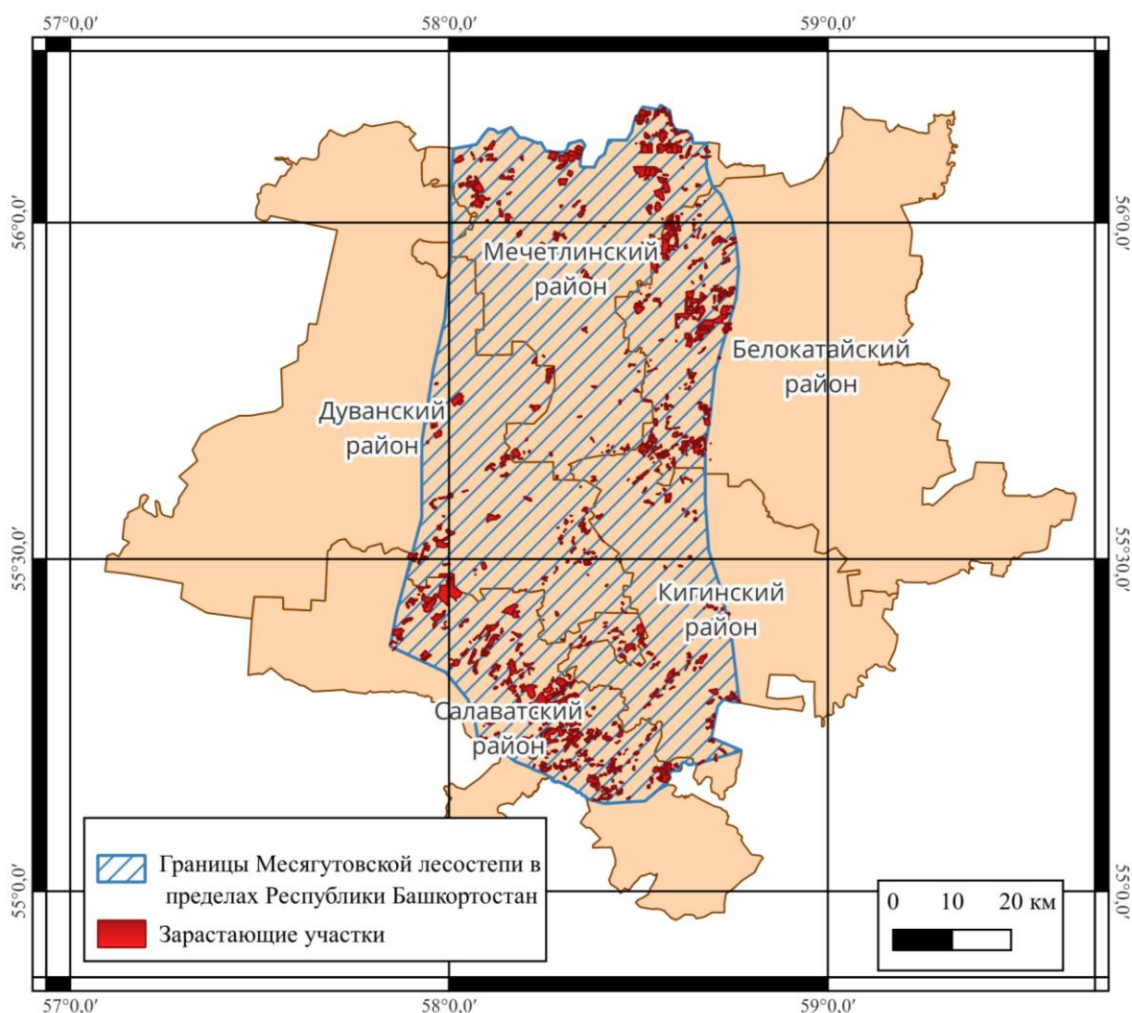 57°0,0'
58°0,0'
59°0,0'
56°0,0'
56°0,0'
Мечетлинский
район
Белокатайский
район
Дуванский
район
55°30,0'
55°30,0'
Кигинский
район
Салаватский
район
Границы Месягутовской лесостепи в
пределах Республики Башкортостан
Зарастающие участки
55°0,0'
55°0,0'
0 10 20 км
57°0,0'
58°0,0'
59°0,0'